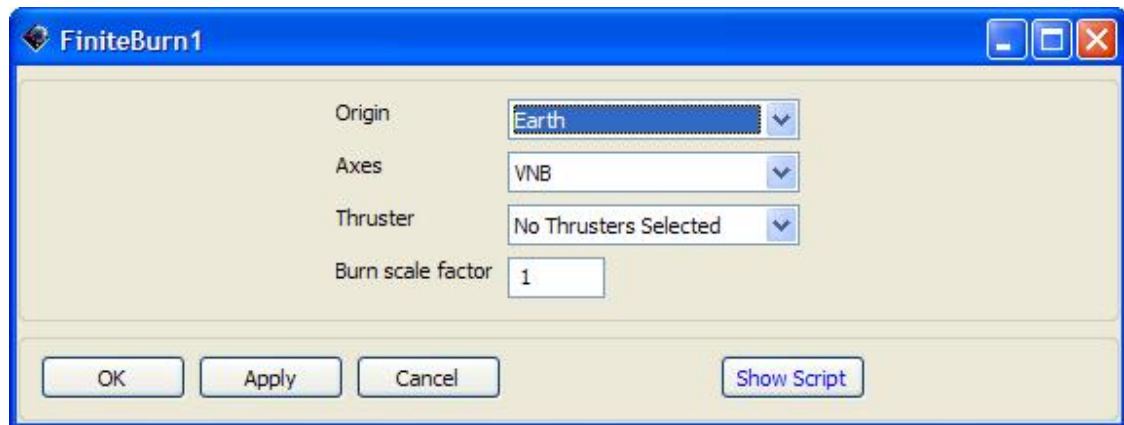 FiniteBurn1
Origin Earth
Axes VNB
Thruster No Thrusters Selected
Burn scale factor 1
OK Apply Cancel Show Script